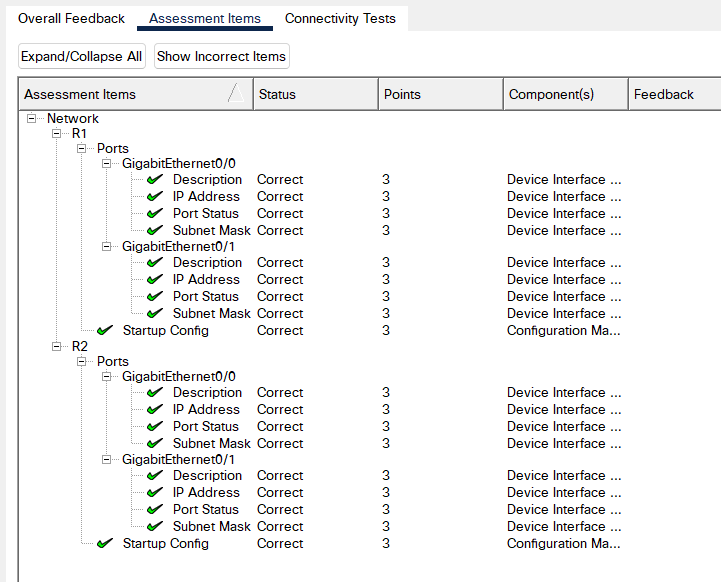 Overall Feedback Assessment Items Connectivity Tests
Expand/Collapse All Show Incorrect Items
Assessment Items Status Points Component(s) Feedback
Network
R1
Ports
GigabitEthernet0/0
Description Correct 3 Device Interface ...
IP Address Correct 3 Device Interface ...
Port Status Correct 3 Device Interface ...
Subnet Mask Correct 3 Device Interface ...
GigabitEthernet0/1
Description Correct 3 Device Interface ...
IP Address Correct 3 Device Interface ...
Port Status Correct 3 Device Interface ...
Subnet Mask Correct 3 Device Interface ...
Startup Config Correct 3 Configuration Ma...
R2
Ports
GigabitEthernet0/0
Description Correct 3 Device Interface ...
IP Address Correct 3 Device Interface ...
Port Status Correct 3 Device Interface ...
Subnet Mask Correct 3 Device Interface ...
GigabitEthernet0/1
Description Correct 3 Device Interface ...
IP Address Correct 3 Device Interface ...
Port Status Correct 3 Device Interface ...
Subnet Mask Correct 3 Device Interface ...
Startup Config Correct 3 Configuration Ma...